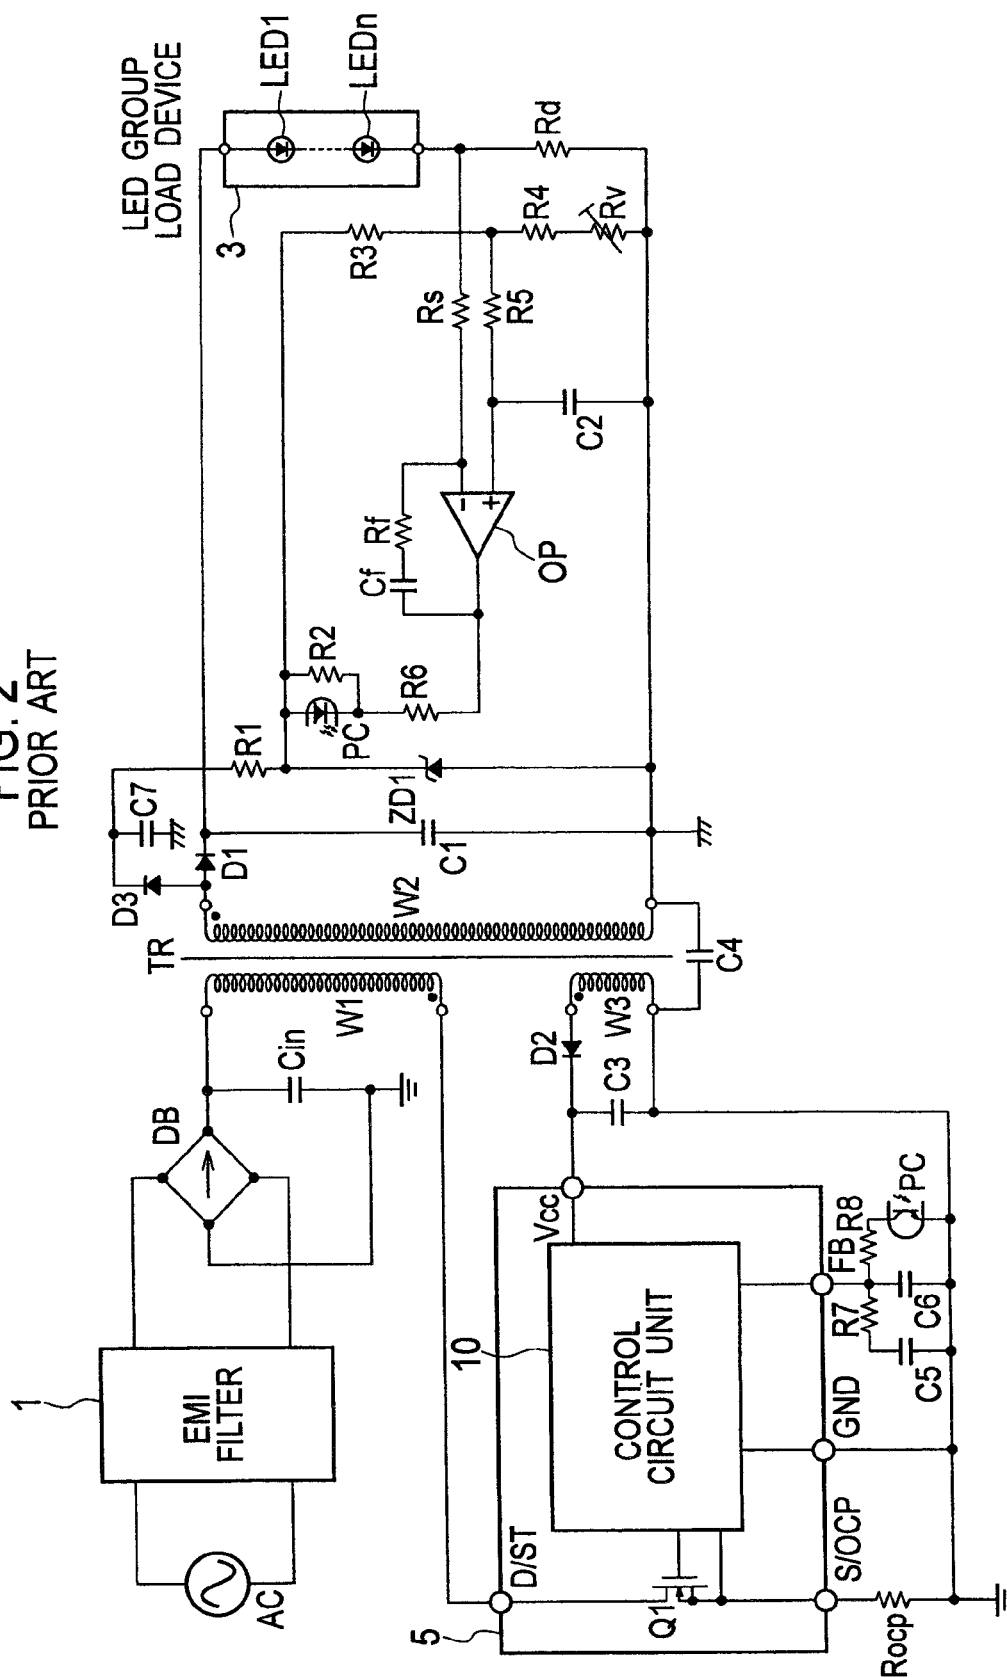 FIG. 2
PRIOR ART
1
EMI
FILTER
AC
DB
Cin
TR
W1
W2
W3
D3
C7
D1
R1
C1
ZD1
PC
R2
R6
Cf
Rf
OP
-
+
C2
Rs
R5
R3
R4
Rv
Rd
LED GROUP
LOAD DEVICE
3
LED1
LEDn
C4
D2
C3
5
D/ST
Q1
10
CONTROL
CIRCUIT UNIT
Vcc
S/OCP
GND
FB
Rocp
R7
R8
C5
C6
PC